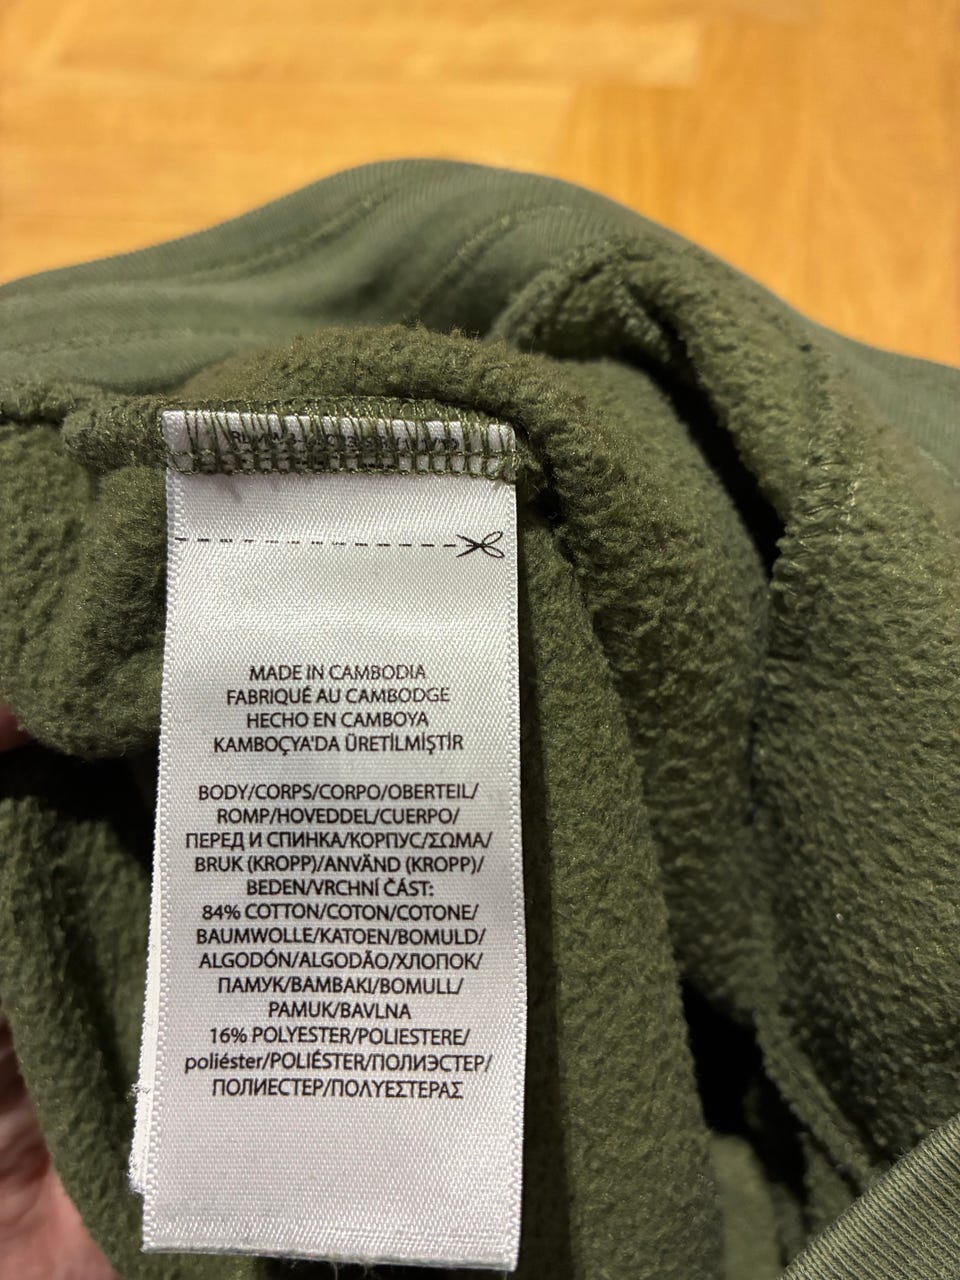 MADE IN CAMBODIA
FABRIQUÉ AU CAMBODGE
HECHO EN CAMBOYA
KAMBOÇYA'DA ÜRETİLMİŞTİR
BODY/CORPS/CORPO/OBERTEIL/
ROMP/HOVEDDEL/CUERPO/
ПЕРЕД И СПИНКА/КОРПУС/ΣΩΜΑ/
BRUK (KROPP)/ANVÄND (KROPP)/
BEDEN/VRCHNÍ ČÁST:
84% COTTON/COTON/COTONE/
BAUMWOLLE/KATOEN/BOMULD/
ALGODÓN/ALGODÃO/ХЛОПОК/
ПАМУК/BAMBAKI/BOMULL/
PAMUK/BAVLNA
16% POLYESTER/POLIESTERE/
poliéster/POLIÉSTER/ПОЛИЭСТЕР/
ПОЛИЕСТЕР/ΠΟΛΥΕΣΤΕΡΑΣ